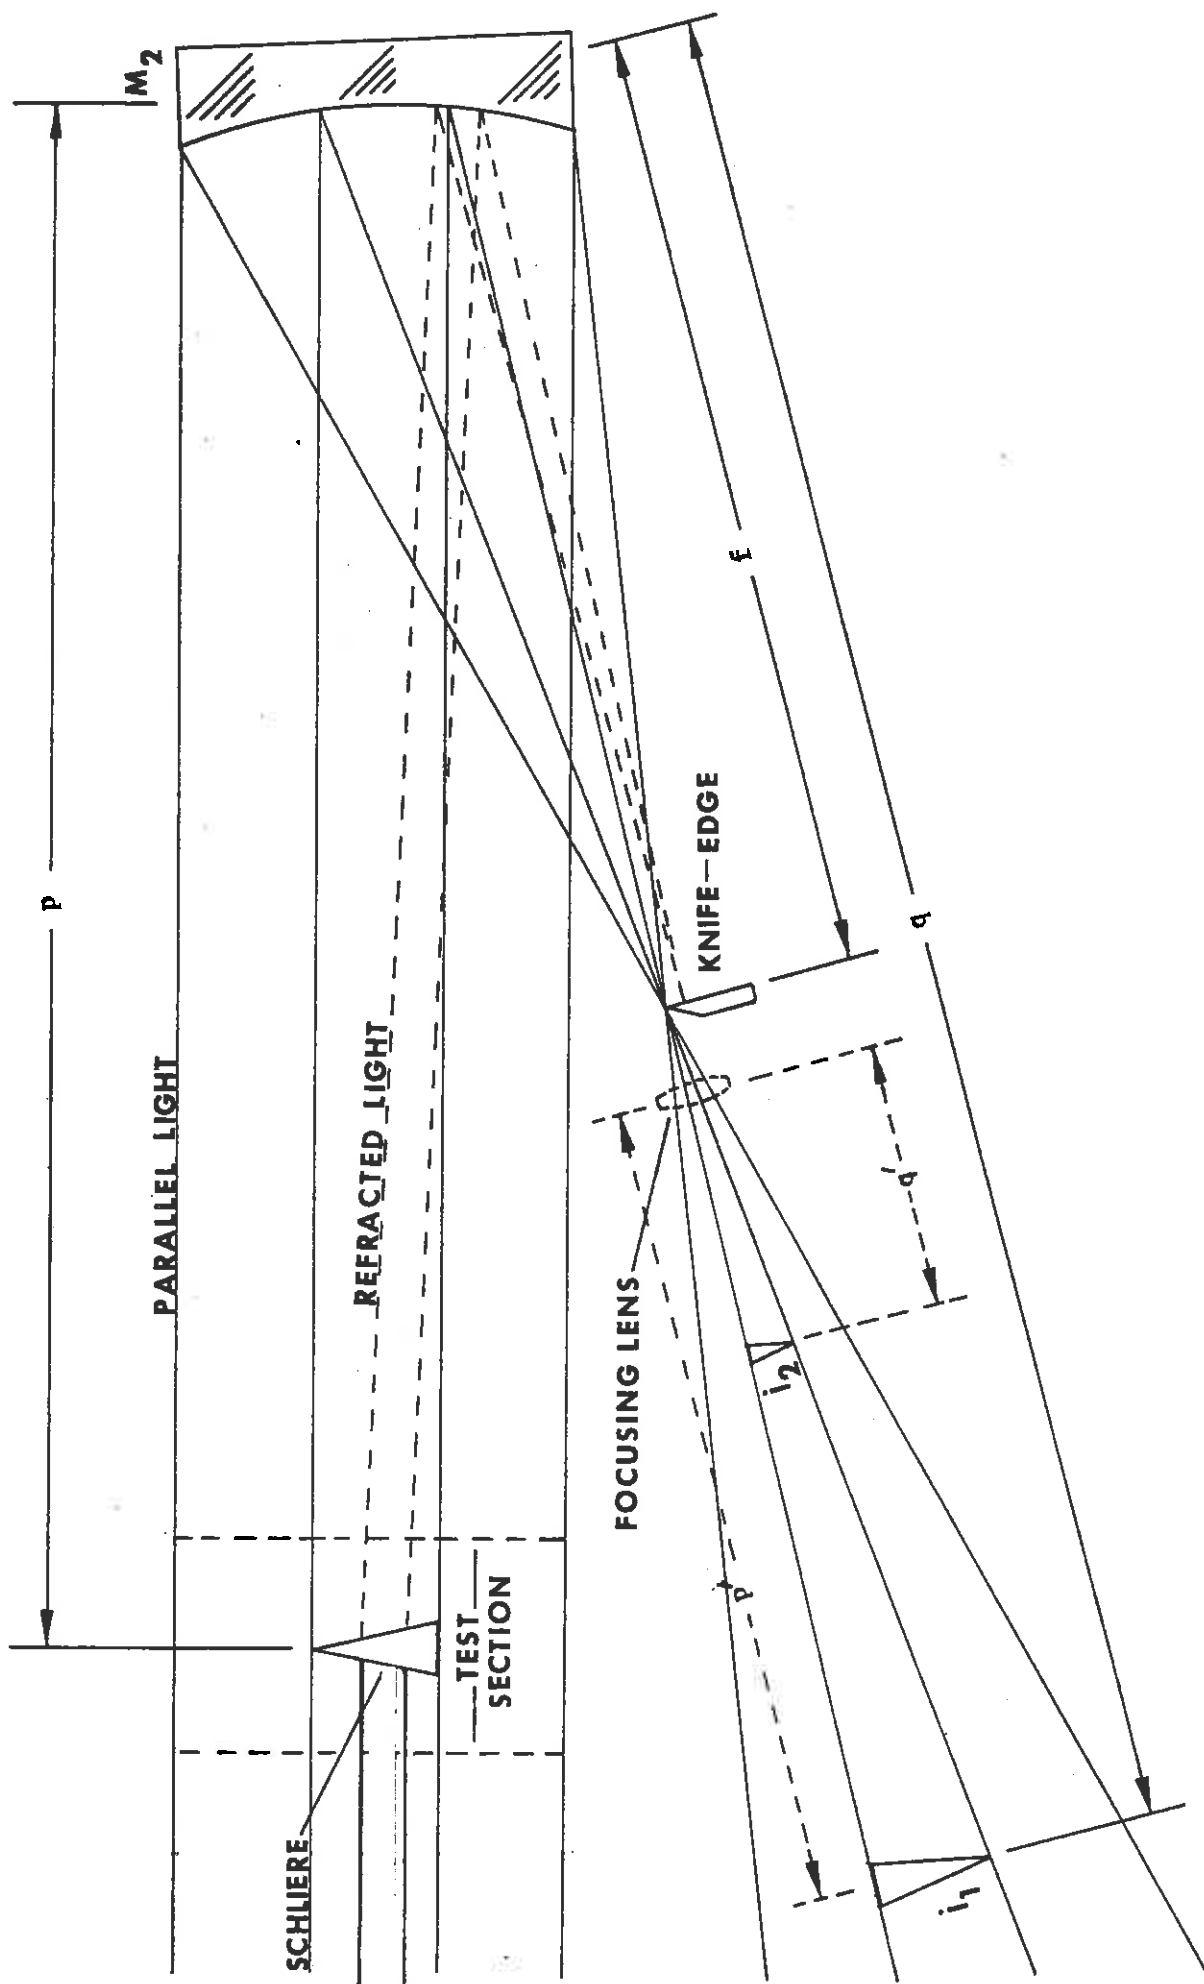 M2
p
PARALLEL LIGHT
REFRACTED LIGHT
KNIFE-EDGE
f
q
SCHLIERE
TEST
SECTION
FOCUSING LENS
q'
p'
i2
i1